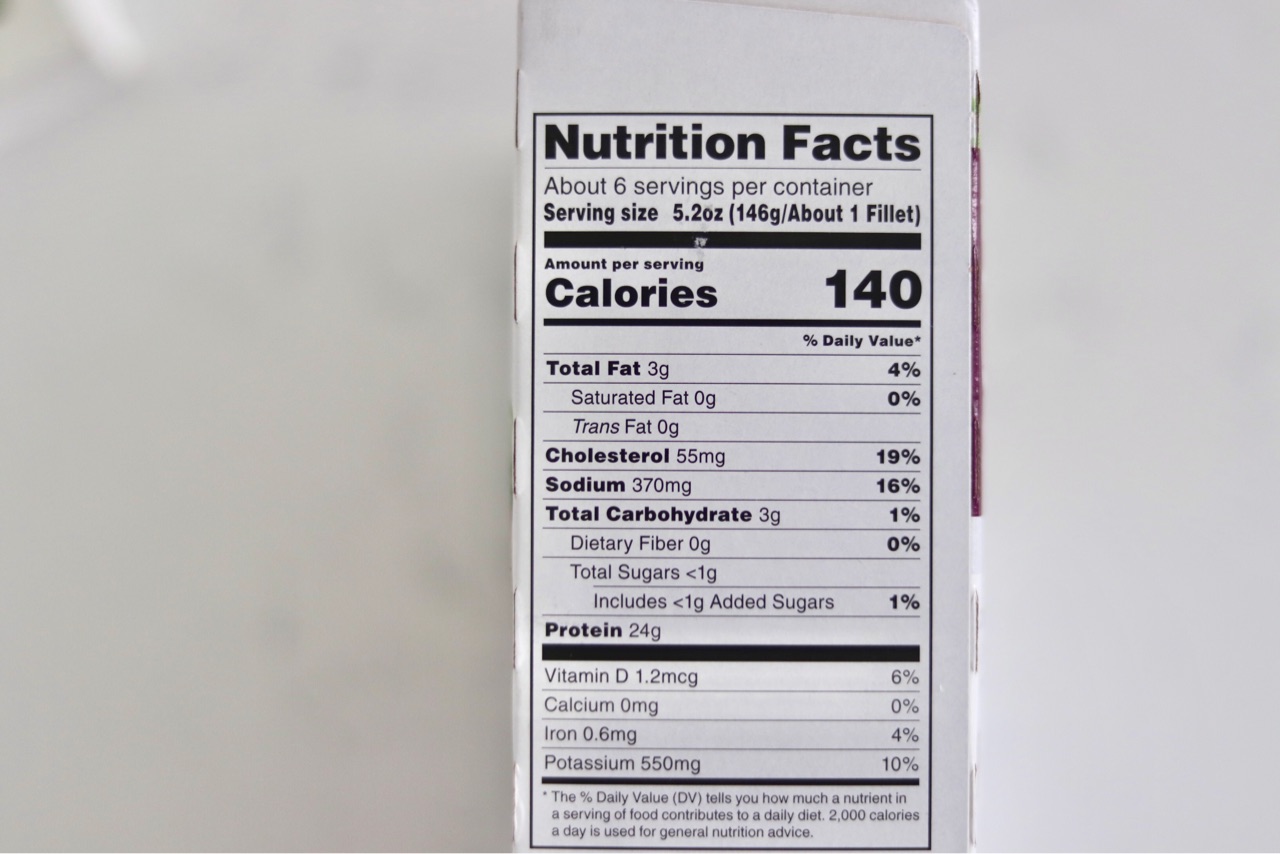 Nutrition Facts
About 6 servings per container
Serving size 5.2oz (146g/About 1 Fillet)
Amount per serving
Calories 140
% Daily Value*
Total Fat 3g 4%
Saturated Fat 0g 0%
Trans Fat 0g
Cholesterol 55mg 19%
Sodium 370mg 16%
Total Carbohydrate 3g 1%
Dietary Fiber 0g 0%
Total Sugars <1g
Includes <1g Added Sugars 1%
Protein 24g
Vitamin D 1.2mcg 6%
Calcium 0mg 0%
Iron 0.6mg 4%
Potassium 550mg 10%
* The % Daily Value (DV) tells you how much a nutrient in
a serving of food contributes to a daily diet. 2,000 calories
a day is used for general nutrition advice.